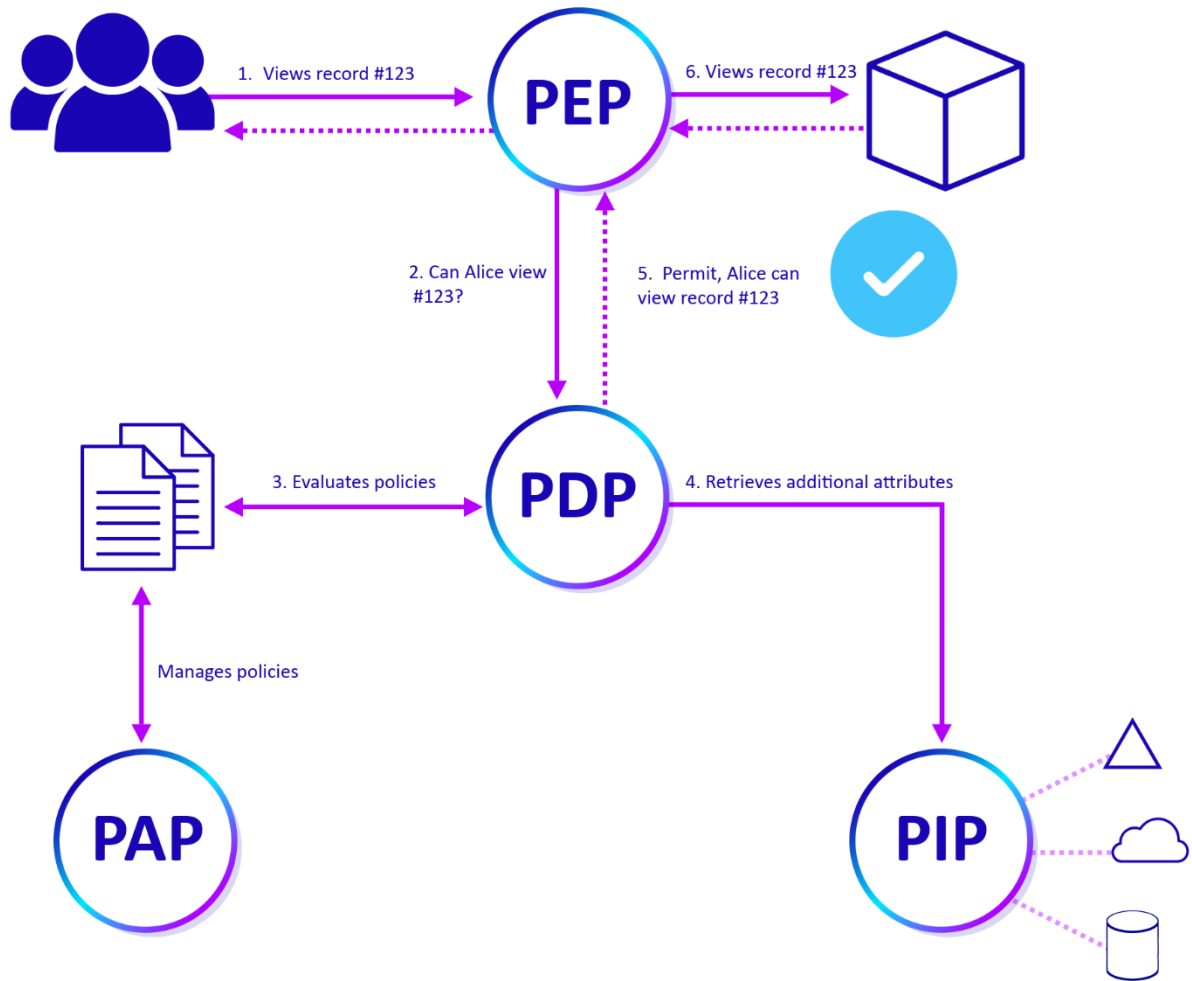 1. Views record #123
PEP
6. Views record #123
2. Can Alice view
#123?
5. Permit, Alice can
view record #123
3. Evaluates policies
PDP
4. Retrieves additional attributes
Manages policies
PAP
PIP